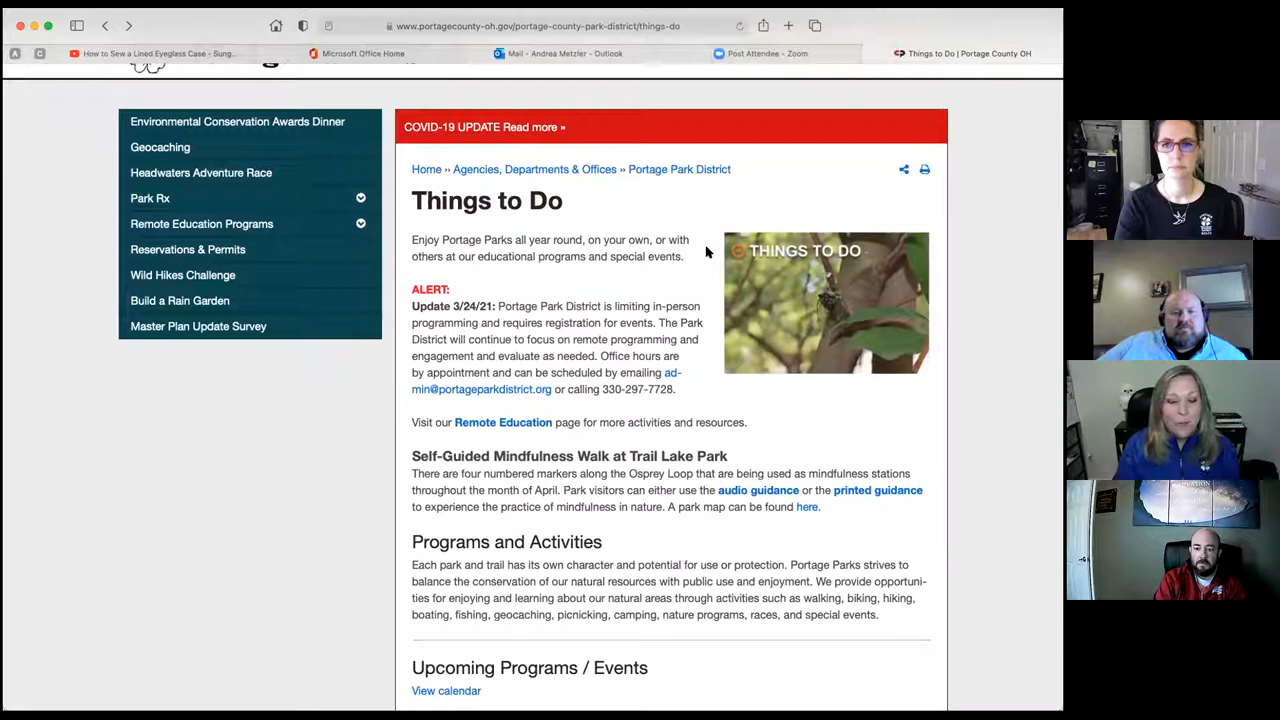 www.portagecounty-oh.gov/portage-county-park-district/things-do
A
C
How to Sew a Lined Eyeglass Case - Sung...
Microsoft Office Home
Mail - Andrea Metzler - Outlook
Post Attendee - Zoom
Things to Do | Portage County OH
Environmental Conservation Awards Dinner
Geocaching
Headwaters Adventure Race
Park Rx
Remote Education Programs
Reservations & Permits
Wild Hikes Challenge
Build a Rain Garden
Master Plan Update Survey
COVID-19 UPDATE Read more »
Home ›› Agencies, Departments & Offices ›› Portage Park District
Things to Do
Enjoy Portage Parks all year round, on your own, or with
others at our educational programs and special events.
THINGS TO DO
ALERT:
Update 3/24/21: Portage Park District is limiting in-person
programming and requires registration for events. The Park
District will continue to focus on remote programming and
engagement and evaluate as needed. Office hours are
by appointment and can be scheduled by emailing ad-
min@portageparkdistrict.org or calling 330-297-7728.
Visit our Remote Education page for more activities and resources.
Self-Guided Mindfulness Walk at Trail Lake Park
There are four numbered markers along the Osprey Loop that are being used as mindfulness stations
throughout the month of April. Park visitors can either use the audio guidance or the printed guidance
to experience the practice of mindfulness in nature. A park map can be found here.
Programs and Activities
Each park and trail has its own character and potential for use or protection. Portage Parks strives to
balance the conservation of our natural resources with public use and enjoyment. We provide opportuni-
ties for enjoying and learning about our natural areas through activities such as walking, biking, hiking,
boating, fishing, geocaching, picnicking, camping, nature programs, races, and special events.
Upcoming Programs / Events
View calendar